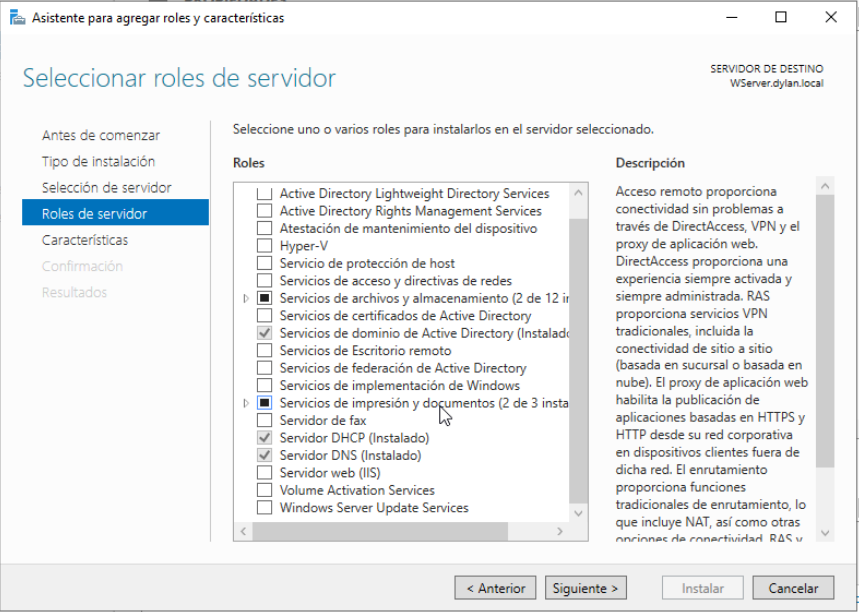 Asistente para agregar roles y características
Seleccionar roles de servidor
SERVIDOR DE DESTINO
WServer.dylan.local
Antes de comenzar
Tipo de instalación
Selección de servidor
Roles de servidor
Características
Confirmación
Resultados
Seleccione uno o varios roles para instalarlos en el servidor seleccionado.
Roles
Active Directory Lightweight Directory Services
Active Directory Rights Management Services
Atestación de mantenimiento del dispositivo
Hyper-V
Servicio de protección de host
Servicios de acceso y directivas de redes
Servicios de archivos y almacenamiento (2 de 12 in
Servicios de certificados de Active Directory
Servicios de dominio de Active Directory (Instalado
Servicios de Escritorio remoto
Servicios de federación de Active Directory
Servicios de implementación de Windows
Servicios de impresión y documentos (2 de 3 insta
Servidor de fax
Servidor DHCP (Instalado)
Servidor DNS (Instalado)
Servidor web (IIS)
Volume Activation Services
Windows Server Update Services
Descripción
Acceso remoto proporciona
conectividad sin problemas a
través de DirectAccess, VPN y el
proxy de aplicación web.
DirectAccess proporciona una
experiencia siempre activada y
siempre administrada. RAS
proporciona servicios VPN
tradicionales, incluida la
conectividad de sitio a sitio
(basada en sucursal o basada en
nube). El proxy de aplicación web
habilita la publicación de
aplicaciones basadas en HTTPS y
HTTP desde su red corporativa
en dispositivos clientes fuera de
dicha red. El enrutamiento
proporciona funciones
tradicionales de enrutamiento, lo
que incluye NAT, así como otras
opciones de conectividad. RAS y
< Anterior
Siguiente >
Instalar
Cancelar